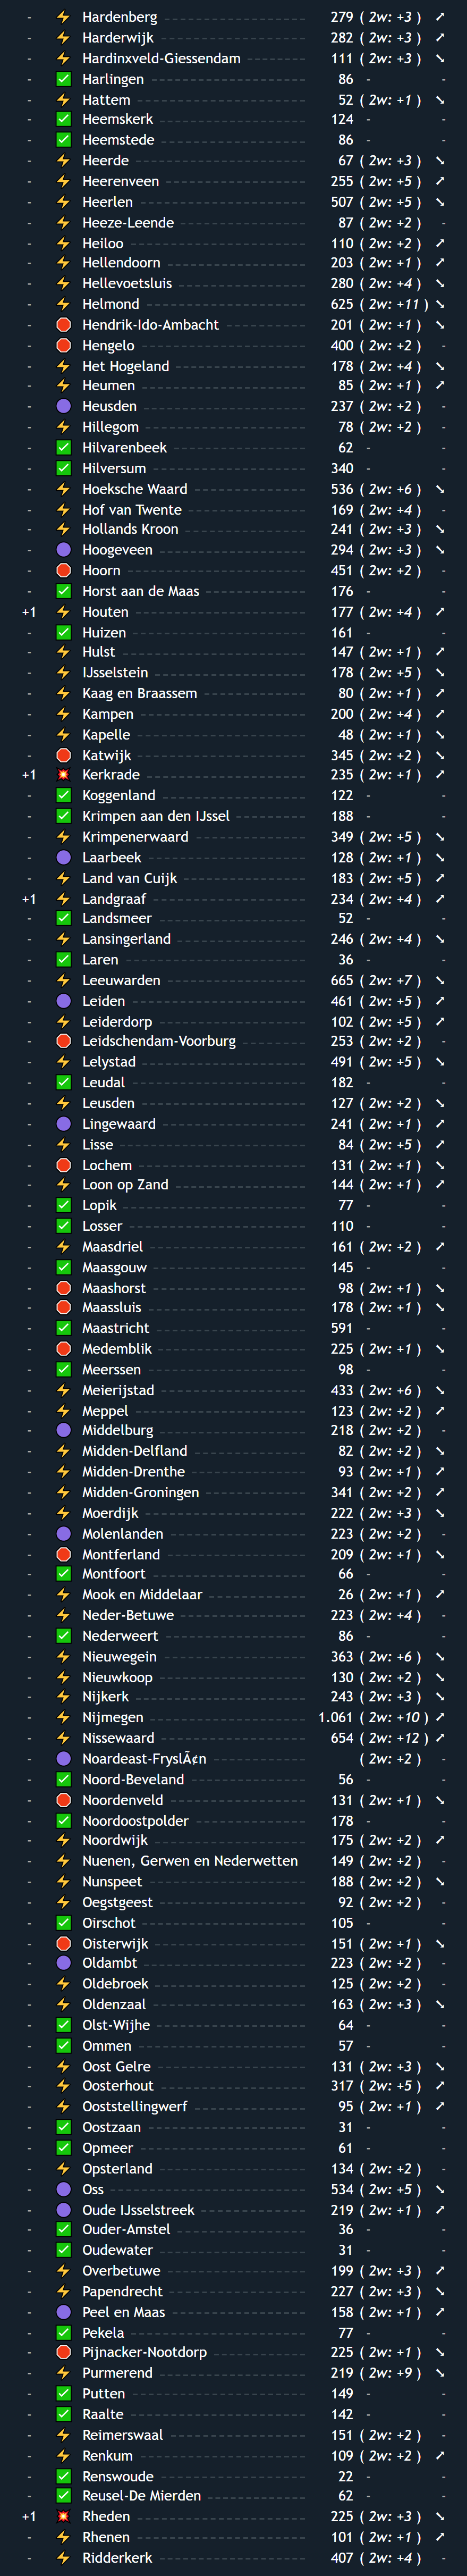 - ⚡ Hardenberg 279 ( 2w: +3 ) ↗
- ⚡ Harderwijk 282 ( 2w: +3 ) ↗
- ⚡ Hardinxveld-Giessendam 111 ( 2w: +3 ) ↘
- ✅ Harlingen 86 - -
- ⚡ Hattem 52 ( 2w: +1 ) ↘
- ✅ Heemskerk 124 - -
- ✅ Heemstede 86 - -
- ⚡ Heerde 67 ( 2w: +3 ) ↘
- ⚡ Heerenveen 255 ( 2w: +5 ) ↗
- ⚡ Heerlen 507 ( 2w: +5 ) ↘
- ⚡ Heeze-Leende 87 ( 2w: +2 ) -
- ⚡ Heiloo 110 ( 2w: +2 ) ↗
- ⚡ Hellendoorn 203 ( 2w: +1 ) ↗
- ⚡ Hellevoetsluis 280 ( 2w: +4 ) ↘
- ⚡ Helmond 625 ( 2w: +11 ) ↘
- 🛑 Hendrik-Ido-Ambacht 201 ( 2w: +1 ) ↘
- 🛑 Hengelo 400 ( 2w: +2 ) -
- ⚡ Het Hogeland 178 ( 2w: +4 ) ↘
- ⚡ Heumen 85 ( 2w: +1 ) ↗
- 🟣 Heusden 237 ( 2w: +2 ) -
- ⚡ Hillegom 78 ( 2w: +2 ) -
- ✅ Hilvarenbeek 62 - -
- ✅ Hilversum 340 - -
- ⚡ Hoeksche Waard 536 ( 2w: +6 ) ↘
- ⚡ Hof van Twente 169 ( 2w: +4 ) -
- ⚡ Hollands Kroon 241 ( 2w: +3 ) ↘
- 🟣 Hoogeveen 294 ( 2w: +3 ) ↘
- 🛑 Hoorn 451 ( 2w: +2 ) -
- ✅ Horst aan de Maas 176 - -
+1 ⚡ Houten 177 ( 2w: +4 ) ↗
- ✅ Huizen 161 - -
- ⚡ Hulst 147 ( 2w: +1 ) ↗
- ⚡ IJsselstein 178 ( 2w: +5 ) ↘
- ⚡ Kaag en Braassem 80 ( 2w: +1 ) ↗
- ⚡ Kampen 200 ( 2w: +4 ) ↗
- ⚡ Kapelle 48 ( 2w: +1 ) ↘
- 🛑 Katwijk 345 ( 2w: +2 ) ↘
+1 💥 Kerkrade 235 ( 2w: +1 ) ↗
- ✅ Koggenland 122 - -
- ✅ Krimpen aan den IJssel 188 - -
- ⚡ Krimpenerwaard 349 ( 2w: +5 ) ↘
- 🟣 Laarbeek 128 ( 2w: +1 ) ↘
- ⚡ Land van Cuijk 183 ( 2w: +5 ) ↗
+1 ⚡ Landgraaf 234 ( 2w: +4 ) ↗
- ✅ Landsmeer 52 - -
- ⚡ Lansingerland 246 ( 2w: +4 ) ↘
- ✅ Laren 36 - -
- ⚡ Leeuwarden 665 ( 2w: +7 ) ↘
- 🟣 Leiden 461 ( 2w: +5 ) ↗
- ⚡ Leiderdorp 102 ( 2w: +5 ) ↗
- 🛑 Leidschendam-Voorburg 253 ( 2w: +2 ) -
- ⚡ Lelystad 491 ( 2w: +5 ) ↘
- ✅ Leudal 182 - -
- ⚡ Leusden 127 ( 2w: +2 ) ↘
- 🟣 Lingewaard 241 ( 2w: +1 ) ↗
- ⚡ Lisse 84 ( 2w: +5 ) ↗
- 🛑 Lochem 131 ( 2w: +1 ) ↘
- ⚡ Loon op Zand 144 ( 2w: +1 ) ↗
- ✅ Lopik 77 - -
- ✅ Losser 110 - -
- ⚡ Maasdriel 161 ( 2w: +2 ) ↗
- ✅ Maasgouw 145 - -
- 🛑 Maashorst 98 ( 2w: +1 ) ↘
- 🛑 Maassluis 178 ( 2w: +1 ) ↘
- ✅ Maastricht 591 - -
- 🛑 Medemblik 225 ( 2w: +1 ) ↘
- ✅ Meerssen 98 - -
- ⚡ Meierijstad 433 ( 2w: +6 ) ↘
- ⚡ Meppel 123 ( 2w: +2 ) ↗
- 🟣 Middelburg 218 ( 2w: +2 ) -
- ⚡ Midden-Delfland 82 ( 2w: +2 ) ↘
- ⚡ Midden-Drenthe 93 ( 2w: +1 ) ↗
- ⚡ Midden-Groningen 341 ( 2w: +2 ) ↗
- ⚡ Moerdijk 222 ( 2w: +3 ) ↘
- 🟣 Molenlanden 223 ( 2w: +2 ) -
- 🛑 Montferland 209 ( 2w: +1 ) ↘
- ✅ Montfoort 66 - -
- ⚡ Mook en Middelaar 26 ( 2w: +1 ) ↗
- ⚡ Neder-Betuwe 223 ( 2w: +4 ) -
- ✅ Nederweert 86 - -
- ⚡ Nieuwegein 363 ( 2w: +6 ) ↘
- ⚡ Nieuwkoop 130 ( 2w: +2 ) ↘
- ⚡ Nijkerk 243 ( 2w: +3 ) ↘
- ⚡ Nijmegen 1.061 ( 2w: +10 ) ↗
- ⚡ Nissewaard 654 ( 2w: +12 ) ↗
- 🟣 Noardeast-FryslÃ¢n ( 2w: +2 ) -
- ✅ Noord-Beveland 56 - -
- 🛑 Noordenveld 131 ( 2w: +1 ) ↘
- ✅ Noordoostpolder 178 - -
- ⚡ Noordwijk 175 ( 2w: +2 ) ↗
- ⚡ Nuenen, Gerwen en Nederwetten 149 ( 2w: +2 ) -
- ⚡ Nunspeet 188 ( 2w: +2 ) ↘
- ⚡ Oegstgeest 92 ( 2w: +2 ) -
- ✅ Oirschot 105 - -
- 🛑 Oisterwijk 151 ( 2w: +1 ) ↘
- 🟣 Oldambt 223 ( 2w: +2 ) -
- ⚡ Oldebroek 125 ( 2w: +2 ) -
- ⚡ Oldenzaal 163 ( 2w: +3 ) ↘
- ✅ Olst-Wijhe 64 - -
- ✅ Ommen 57 - -
- ⚡ Oost Gelre 131 ( 2w: +3 ) ↘
- ⚡ Oosterhout 317 ( 2w: +5 ) ↗
- ⚡ Ooststellingwerf 95 ( 2w: +1 ) ↗
- ✅ Oostzaan 31 - -
- ✅ Opmeer 61 - -
- ⚡ Opsterland 134 ( 2w: +2 ) -
- 🟣 Oss 534 ( 2w: +5 ) ↘
- 🟣 Oude IJsselstreek 219 ( 2w: +1 ) ↗
- ✅ Ouder-Amstel 36 - -
- ✅ Oudewater 31 - -
- ⚡ Overbetuwe 199 ( 2w: +3 ) ↗
- ⚡ Papendrecht 227 ( 2w: +3 ) ↘
- 🟣 Peel en Maas 158 ( 2w: +1 ) ↗
- ✅ Pekela 77 - -
- 🛑 Pijnacker-Nootdorp 225 ( 2w: +1 ) ↘
- ⚡ Purmerend 219 ( 2w: +9 ) ↘
- ✅ Putten 149 - -
- ✅ Raalte 142 - -
- ⚡ Reimerswaal 151 ( 2w: +2 ) -
- ⚡ Renkum 109 ( 2w: +2 ) ↗
- ✅ Renswoude 22 - -
- ✅ Reusel-De Mierden 62 - -
+1 💥 Rheden 225 ( 2w: +3 ) ↘
- ⚡ Rhenen 101 ( 2w: +1 ) ↗
- ⚡ Ridderkerk 407 ( 2w: +4 ) -